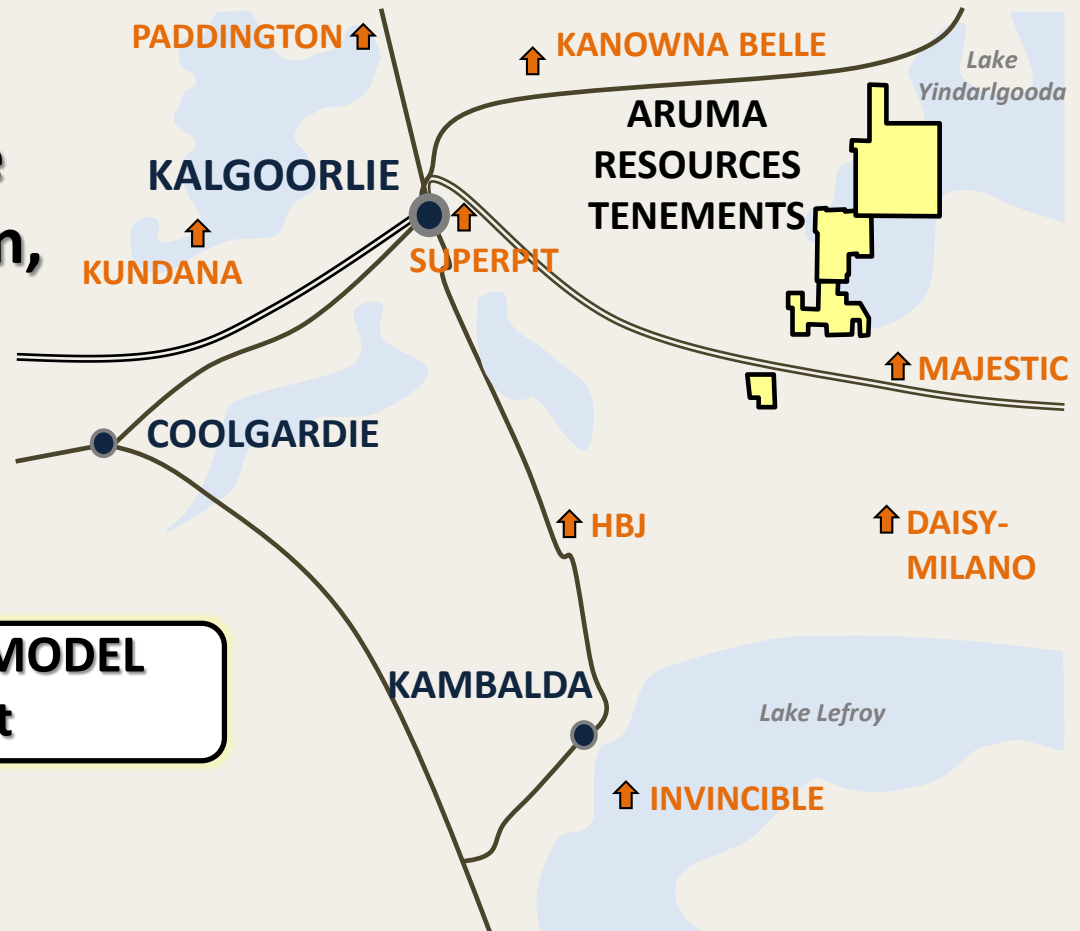 PADDINGTON
KANOWNA BELLE
Lake
Yindarlgooda
ARUMA
RESOURCES
TENEMENTS
KALGOORLIE
SUPERPIT
KUNDANA
MAJESTIC
COOLGARDIE
HBJ
DAISY-
MILANO
MODEL
KAMBALDA
Lake Lefroy
INVINCIBLE